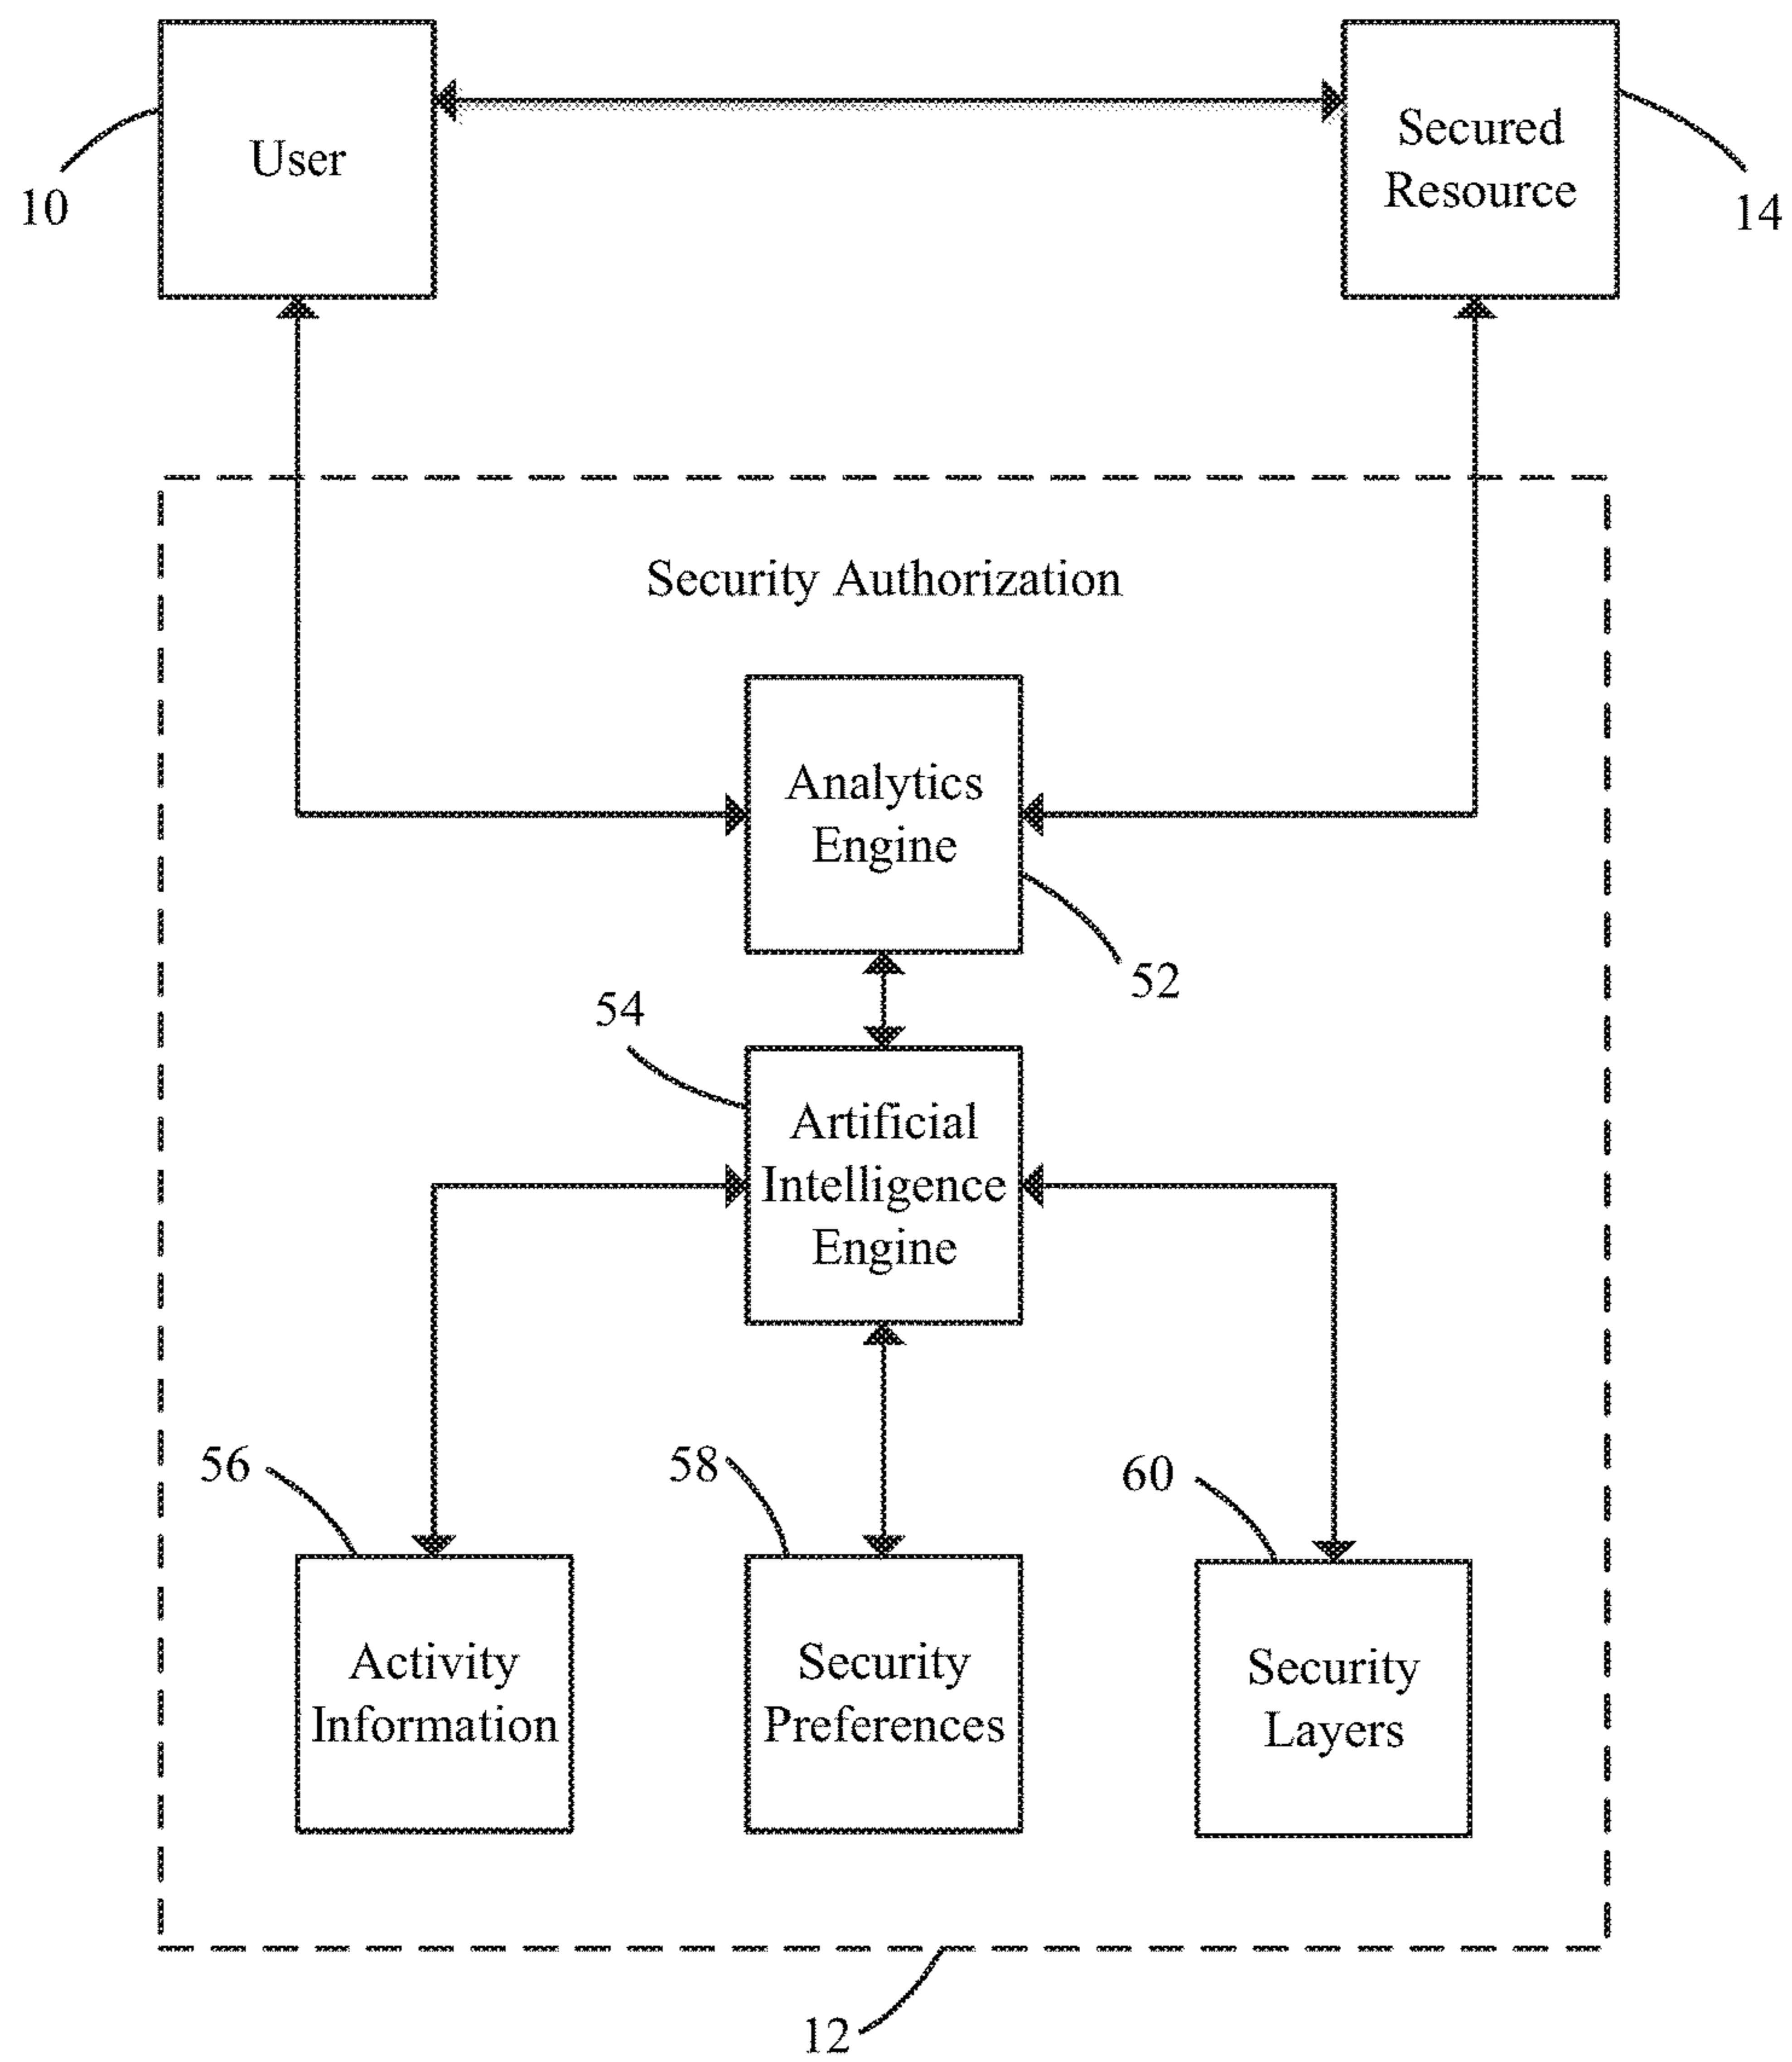 User
Secured
Resource
10
14
Security Authorization
Analytics
Engine
52
54
Artificial
Intelligence
Engine
56
58
60
Activity
Information
Security
Preferences
Security
Layers
12